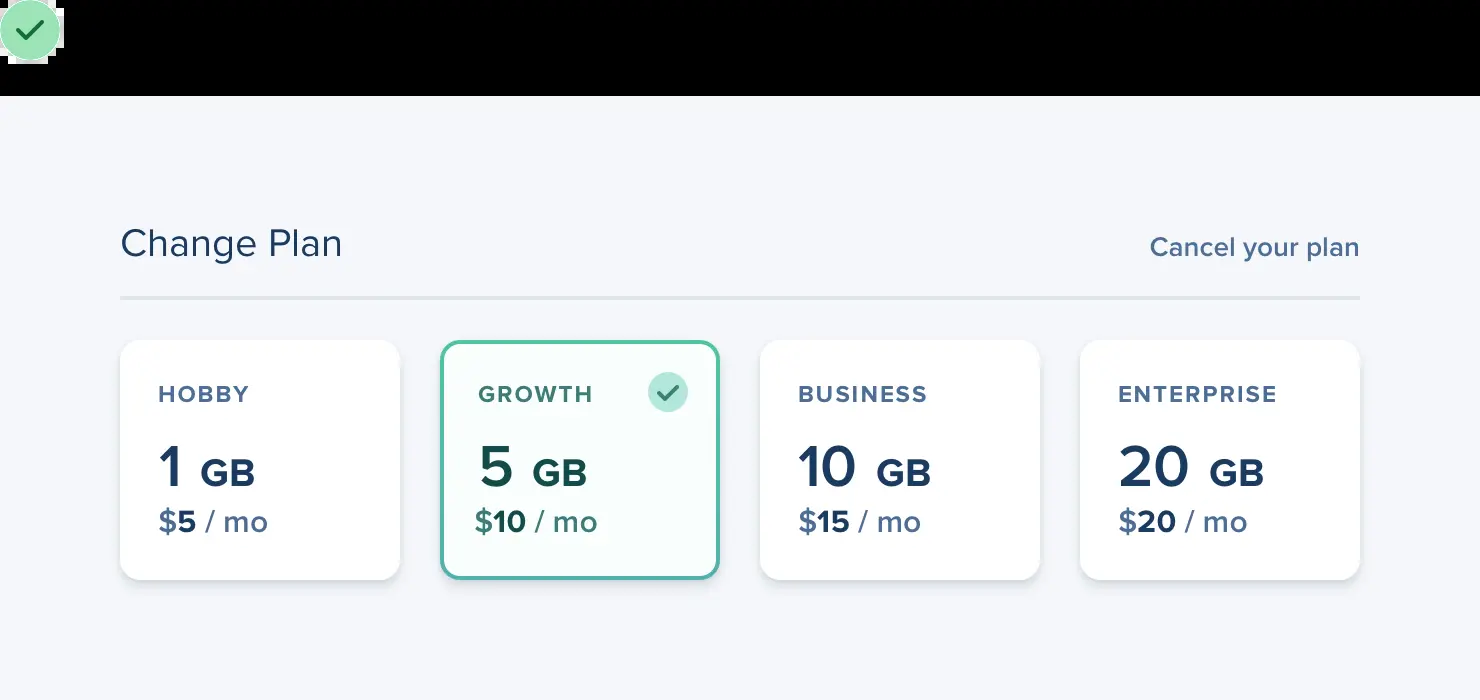 Change Plan
Cancel your plan
HOBBY
1 GB
$5 / mo
GROWTH
5 GB
$10 / mo
BUSINESS
10 GB
$15 / mo
ENTERPRISE
20 GB
$20 / mo